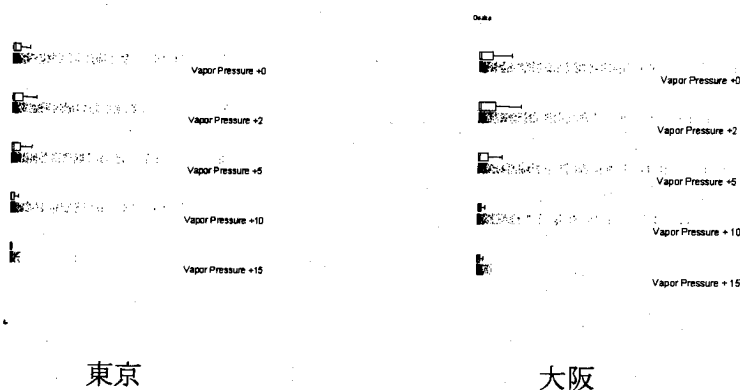 Osaka
Vapor Pressure +0
Vapor Pressure +2
Vapor Pressure +5
Vapor Pressure +10
Vapor Pressure +15
東京
Vapor Pressure +0
Vapor Pressure +2
Vapor Pressure +5
Vapor Pressure + 10
Vapor Pressure + 15
大阪